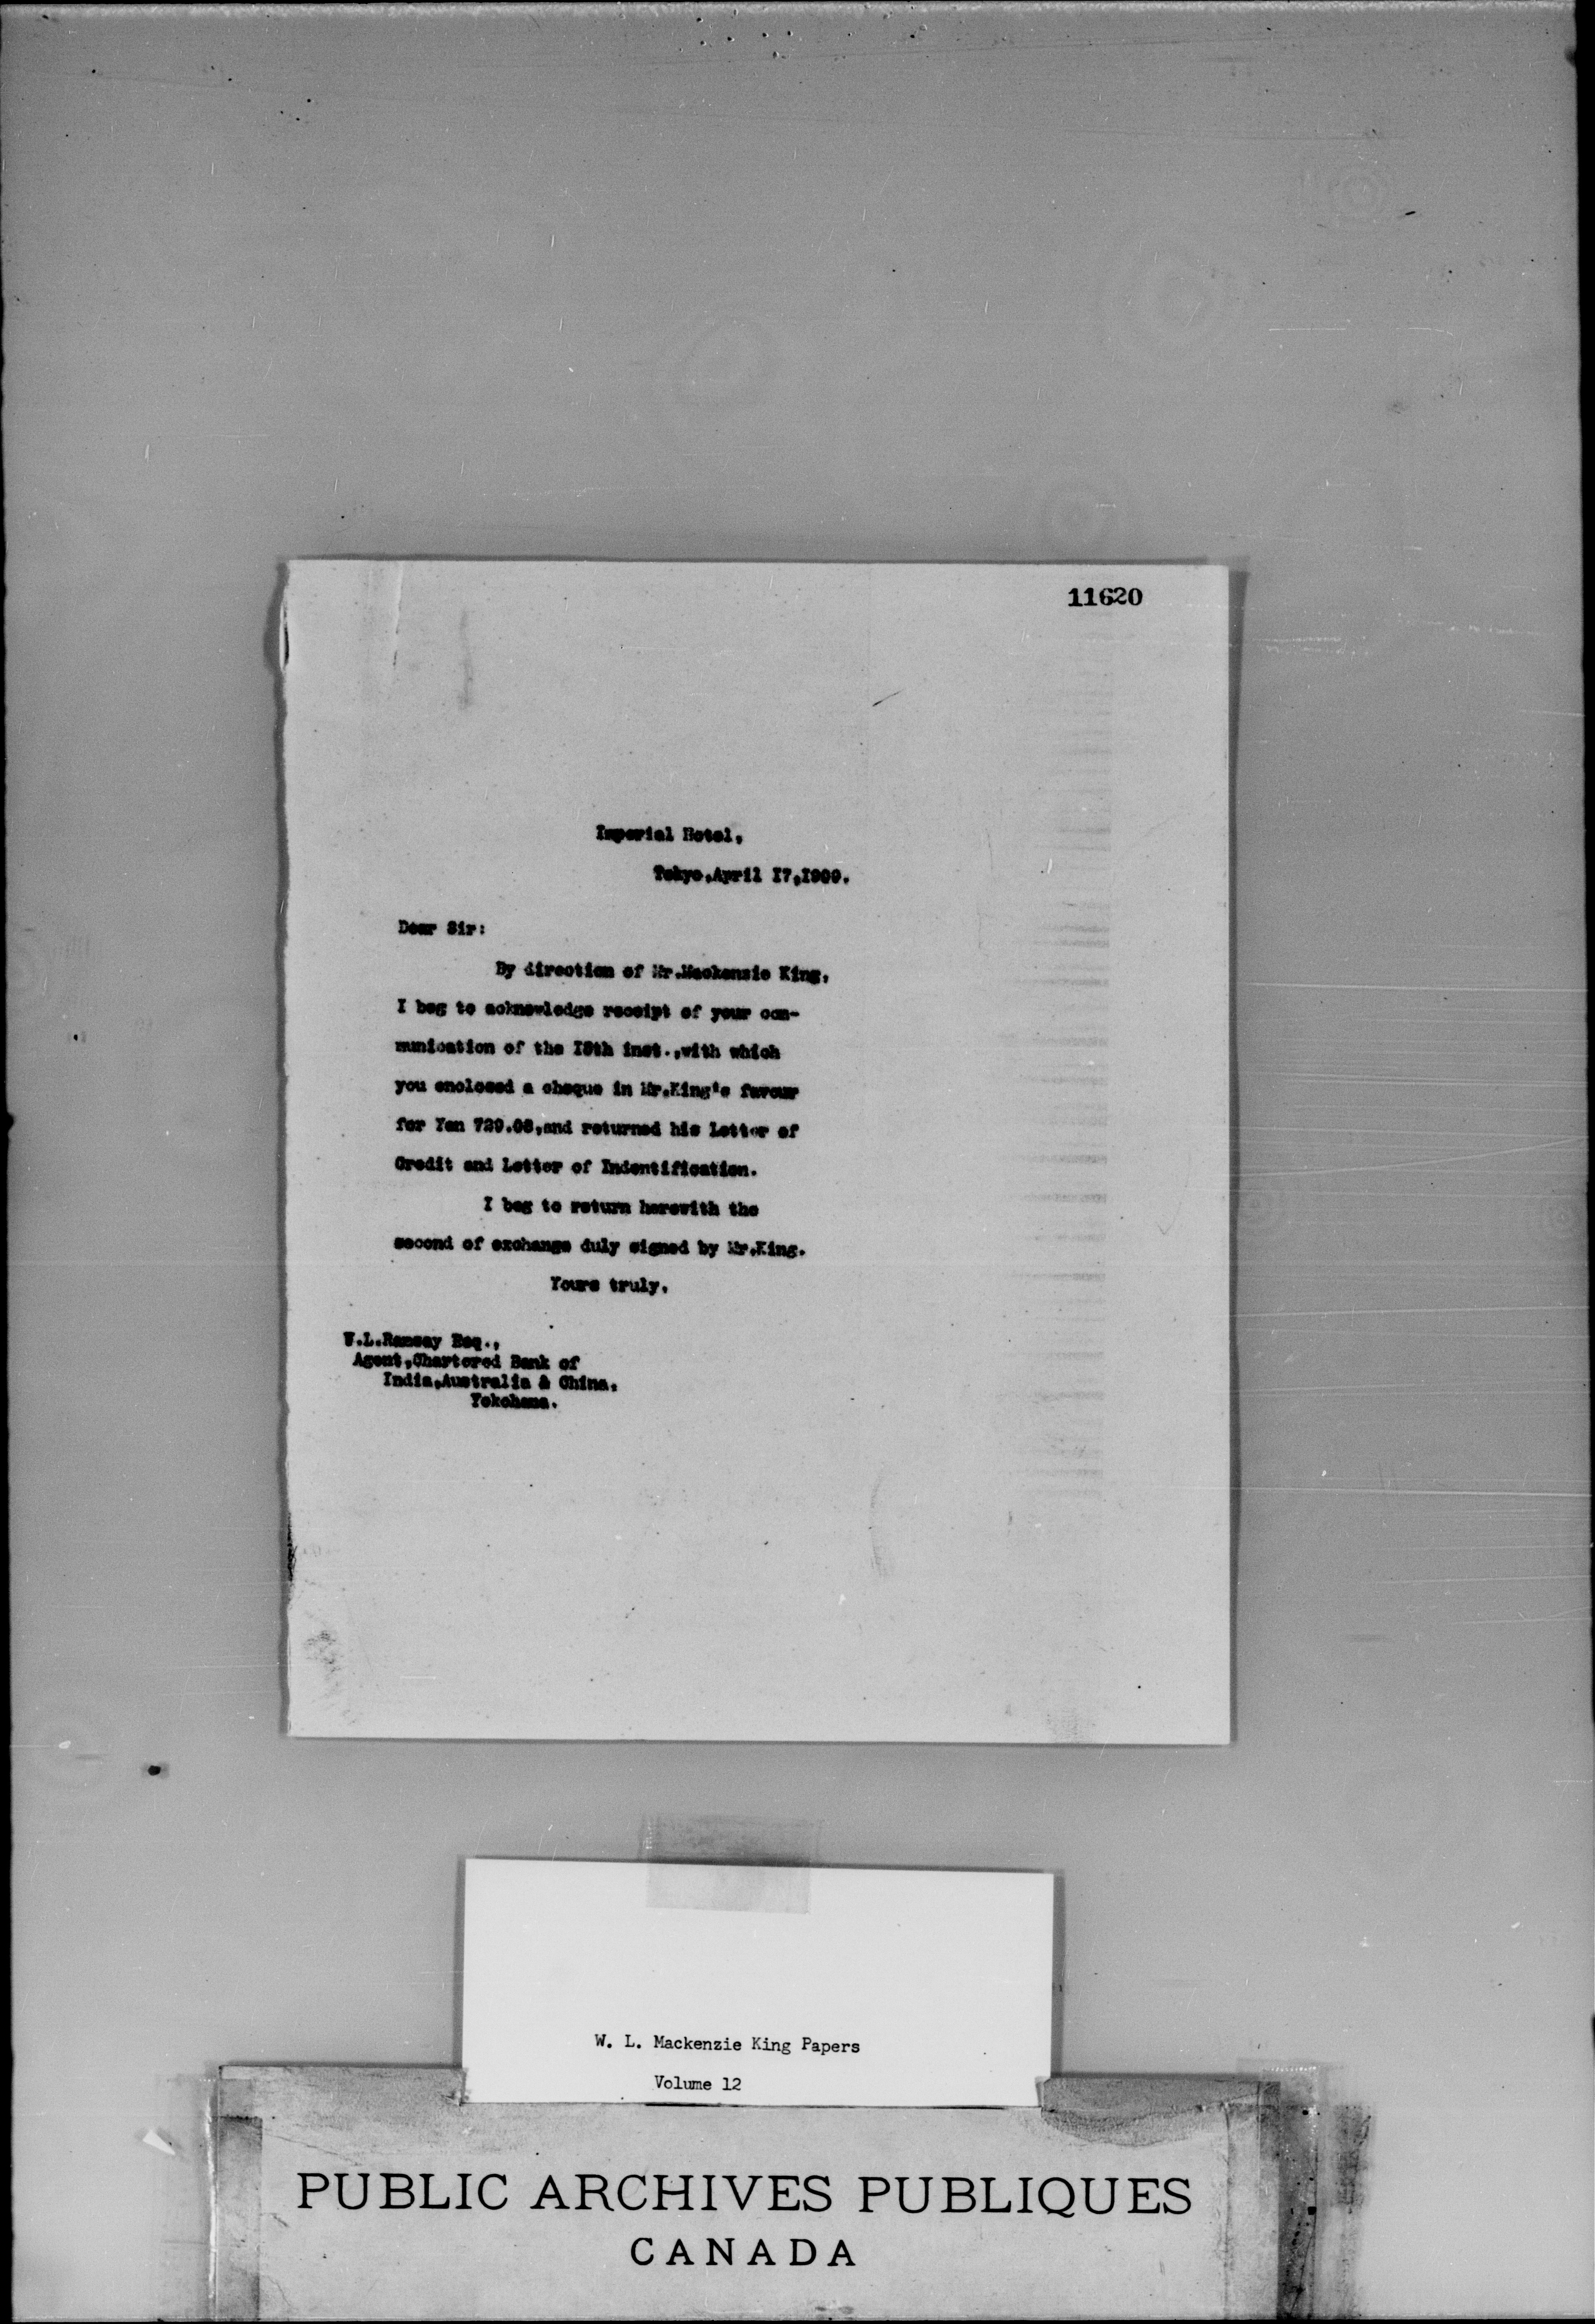 11620
Imperial Hotel,
Tokyo,April I7,I909.
Dear Sir:
By direction of Mr.Mackenzie King,
I beg to acknowledge receipt of your com-
munication of the inst.,with which
you enclosed a cheque in Mr.King's favour
for Yen 729.08,and returned his Letter of
Credit and Letter of Indentification.
I beg to return herewith the
second of exchange duly signed by Mr.King.
Yours truly,
W.L.Ramsay Esq.,
Agent,Chartered Bank of
India,Australia & China,
Yokohama.
W. L. Mackenzie King Papers
Volume 12
PUBLIC ARCHIVES PUBLIQUES
CANADA